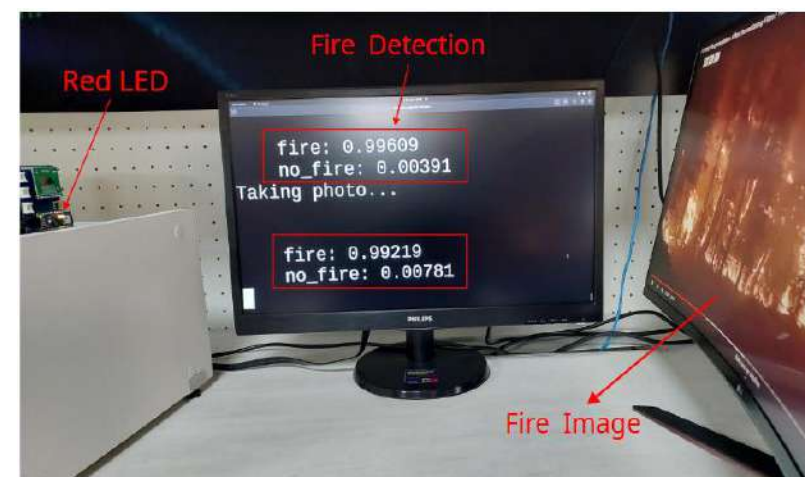 Fire Detection
Red LED
fire: 0.99609
no_fire: 0.00391
Taking photo...
fire: 0.99219
no_fire: 0.00781
PHILIPS
Fire Image